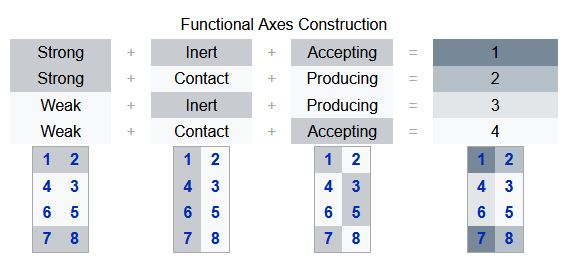 Functional Axes Construction
Strong + Inert + Accepting = 1
Strong + Contact + Producing = 2
Weak + Inert + Producing = 3
Weak + Contact + Accepting = 4
1 2 1 2 1 2 1 2
4 3 4 3 4 3 4 3
6 5 6 5 6 5 6 5
7 8 7 8 7 8 7 8